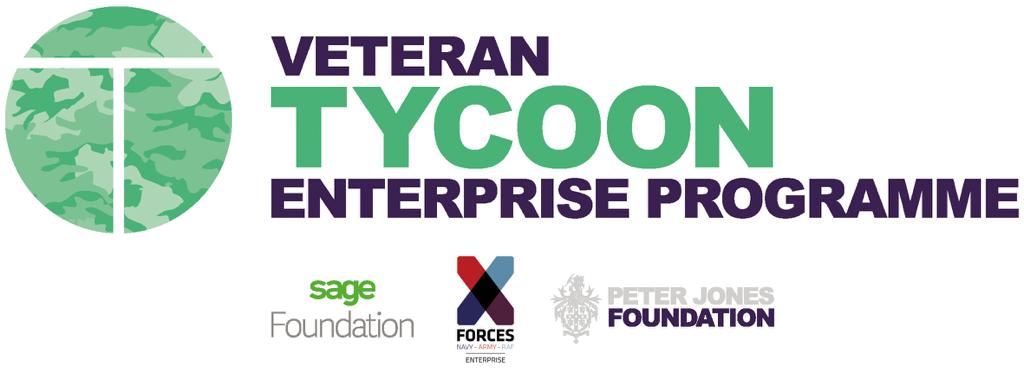 VETERAN
TYCOON
ENTERPRISE PROGRAMME
sage
Foundation
X
FORCES
NAVY - ARMY - RAF
ENTERPRISE
PETER JONES
FOUNDATION